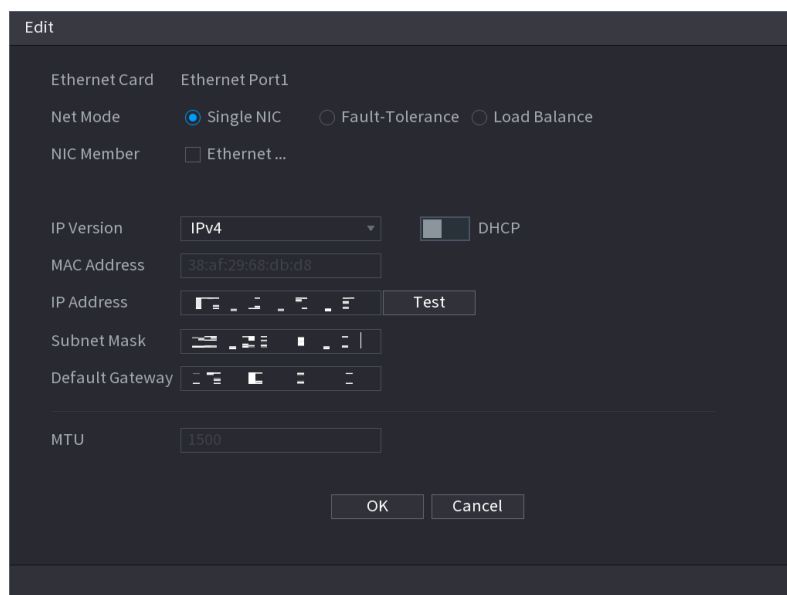 Edit
Ethernet Card Ethernet Port1
Net Mode Single NIC Fault-Tolerance Load Balance
NIC Member Ethernet ...
IP Version IPv4 DHCP
MAC Address 38:af:29:68:db:d8
IP Address Test
Subnet Mask
Default Gateway
MTU 1500
OK Cancel